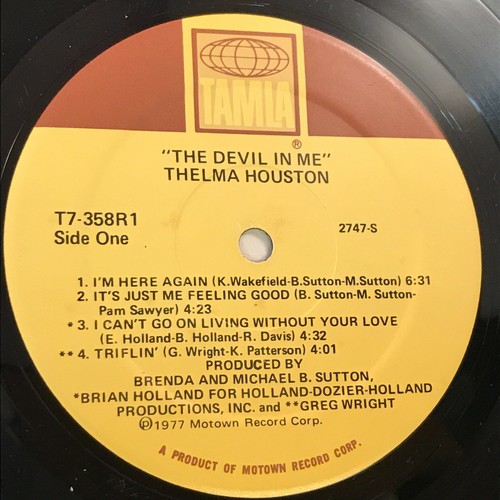 TAMLA
®
"THE DEVIL IN ME"
THELMA HOUSTON
T7-358R1
Side One
2747-S
1. I'M HERE AGAIN (K.Wakefield-B.Sutton-M.Sutton) 6:31
2. IT'S JUST ME FEELING GOOD (B. Sutton-M. Sutton-
Pam Sawyer) 4:23
*3. I CAN'T GO ON LIVING WITHOUT YOUR LOVE
(E. Holland-B. Holland-R. Davis) 4:32
**4. TRIFLIN' (G. Wright-K. Patterson) 4:01
PRODUCED BY
BRENDA AND MICHAEL B. SUTTON,
*BRIAN HOLLAND FOR HOLLAND-DOZIER-HOLLAND
PRODUCTIONS, INC. and **GREG WRIGHT
℗1977 Motown Record Corp.
A PRODUCT OF MOTOWN RECORD CORP.